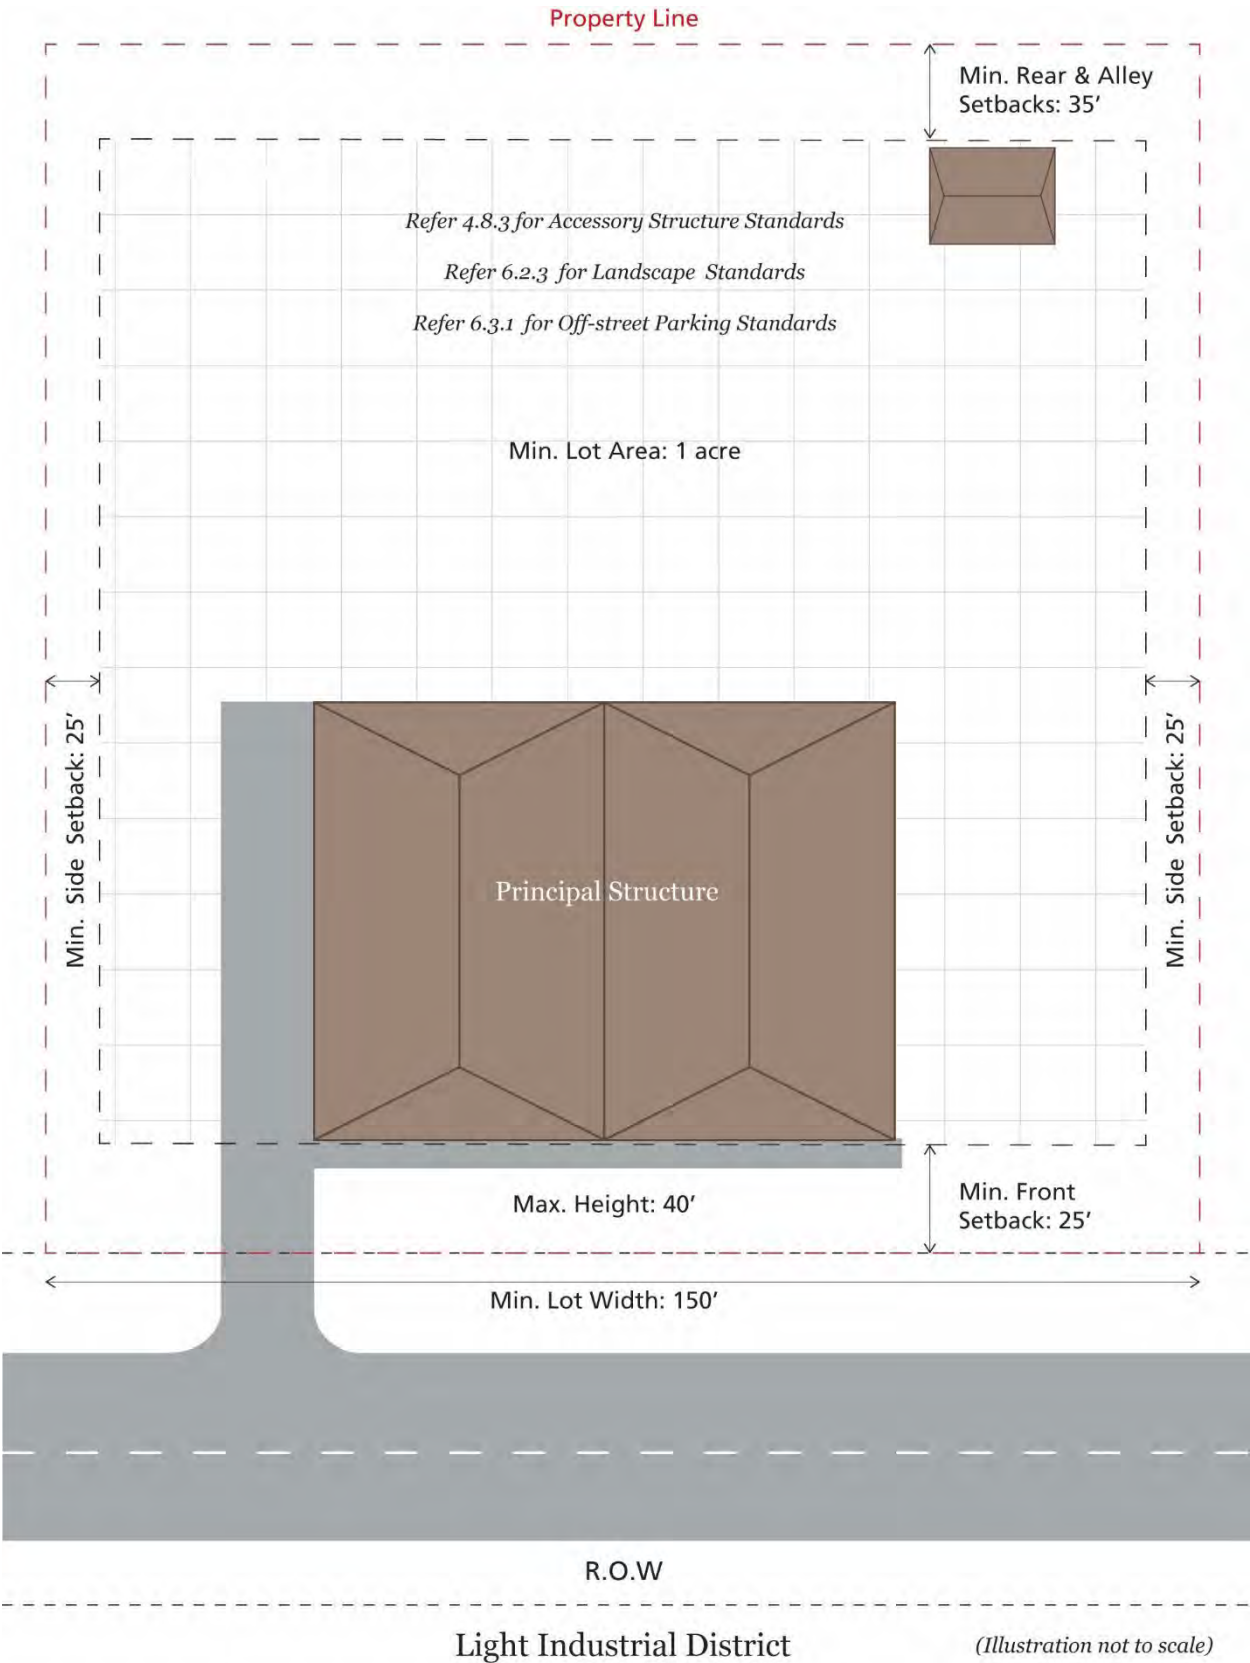 Property Line
Min. Rear & Alley
Setbacks: 35′
Refer 4.8.3 for Accessory Structure Standards
Refer 6.2.3 for Landscape Standards
Refer 6.3.1 for Off-street Parking Standards
Min. Lot Area: 1 acre
Min. Side Setback: 25′
Min. Side Setback: 25′
Principal Structure
Max. Height: 40′
Min. Front
Setback: 25′
Min. Lot Width: 150′
R.O.W
Light Industrial District
(Illustration not to scale)